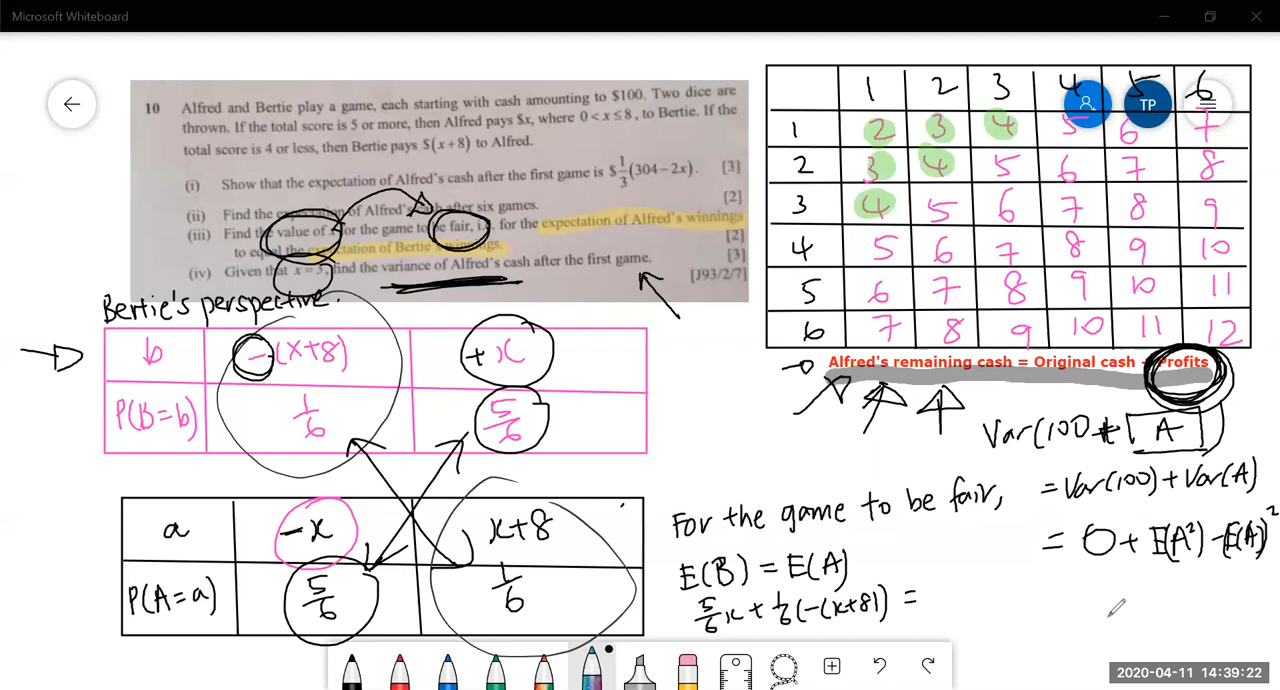 Microsoft Whiteboard
10 Alfred and Bertie play a game, each starting with cash amounting to $100. Two dice are
thrown. If the total score is 5 or more, then Alfred pays $x, where 0 < x ≤ 8, to Bertie. If the
total score is 4 or less, then Bertie pays $(x+8) to Alfred.
(i) Show that the expectation of Alfred's cash after the first game is $1/3(304 − 2x). [3]
(ii) Find the expectation of Alfred's cash after six games. [2]
(iii) Find the value of x for the game to be fair, i.e. for the expectation of Alfred's winnings
to equal the expectation of Bertie's winnings. [2]
(iv) Given that x = 3, find the variance of Alfred's cash after the first game. [3]
[J93/2/7]
1 2 3 4 5 6
1 2 3 4 5 6 7
2 3 4 5 6 7 8
3 4 5 6 7 8 9
4 5 6 7 8 9 10
5 6 7 8 9 10 11
6 7 8 9 10 11 12
TP
Alfred's remaining cash = Original cash + Profits
Bertie's perspective.
b -(x+8) +x
P(B=b) 1/6 5/6
a -x x+8
P(A=a) 5/6 1/6
Var(100 + A)
= Var(100) + Var(A)
= 0 + E(A²) - E(A)²
For the game to be fair,
E(B) = E(A)
5/6 x + 1/6(-(x+8)) =
2020-04-11 14:39:22